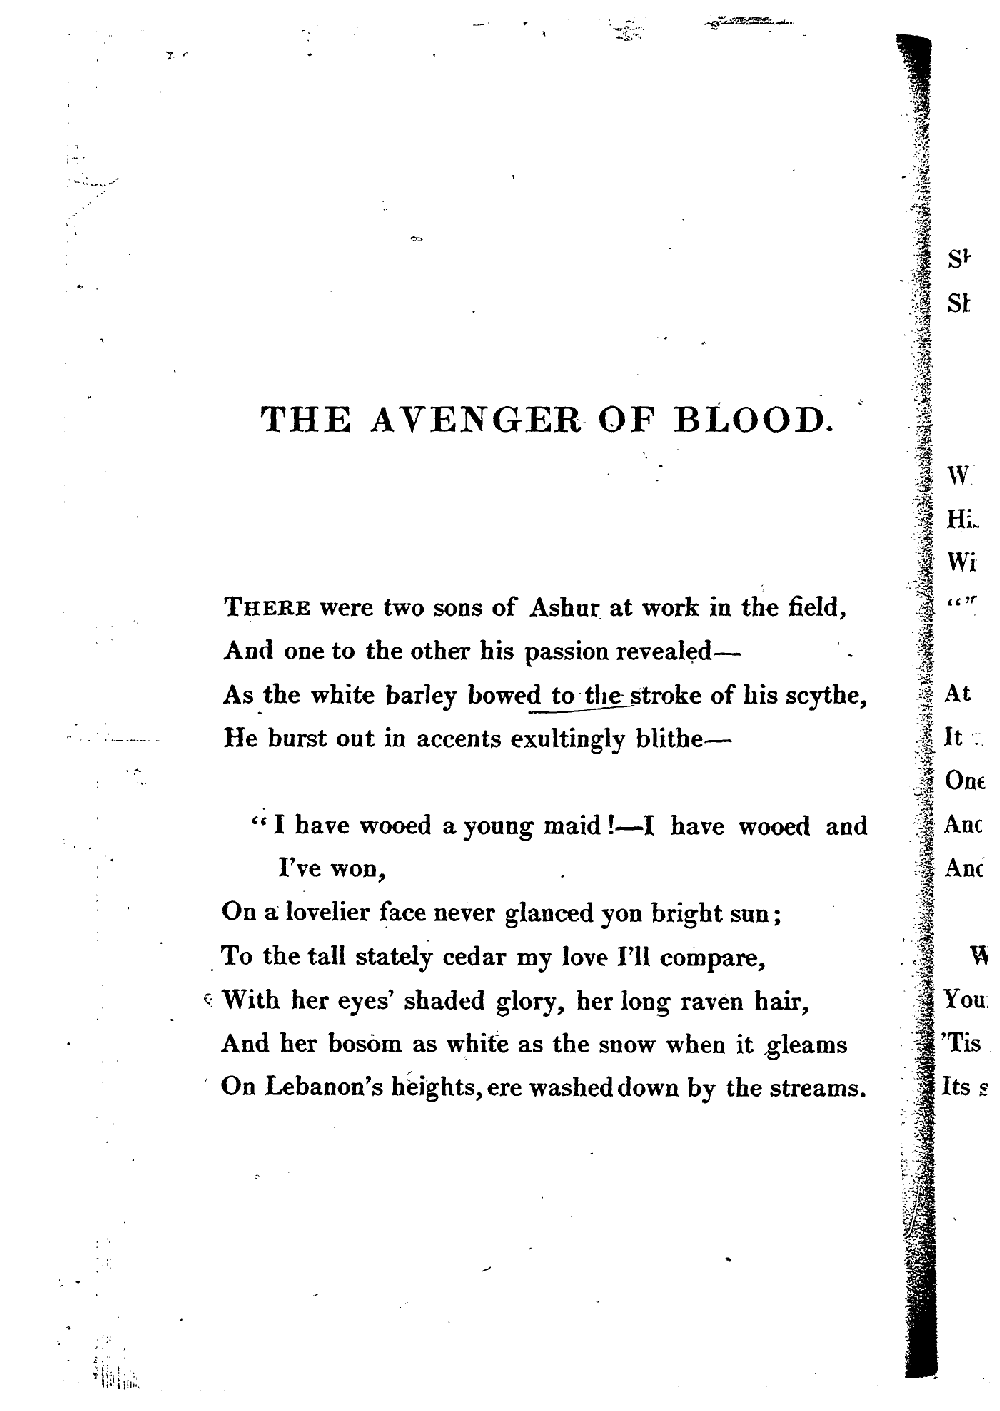 THE AVENGER OF BLOOD.
THERE were two sons of Ashur at work in the field,
And one to the other his passion revealed—
As the white barley bowed to the stroke of his scythe,
He burst out in accents exultingly blithe—
“I have wooed a young maid!—I have wooed and
I’ve won,
On a lovelier face never glanced yon bright sun;
To the tall stately cedar my love I’ll compare,
With her eyes’ shaded glory, her long raven hair,
And her bosom as white as the snow when it gleams
On Lebanon’s heights, ere washed down by the streams.
W
Wi
At
It
One
And
And
W
You
’Tis
Its s